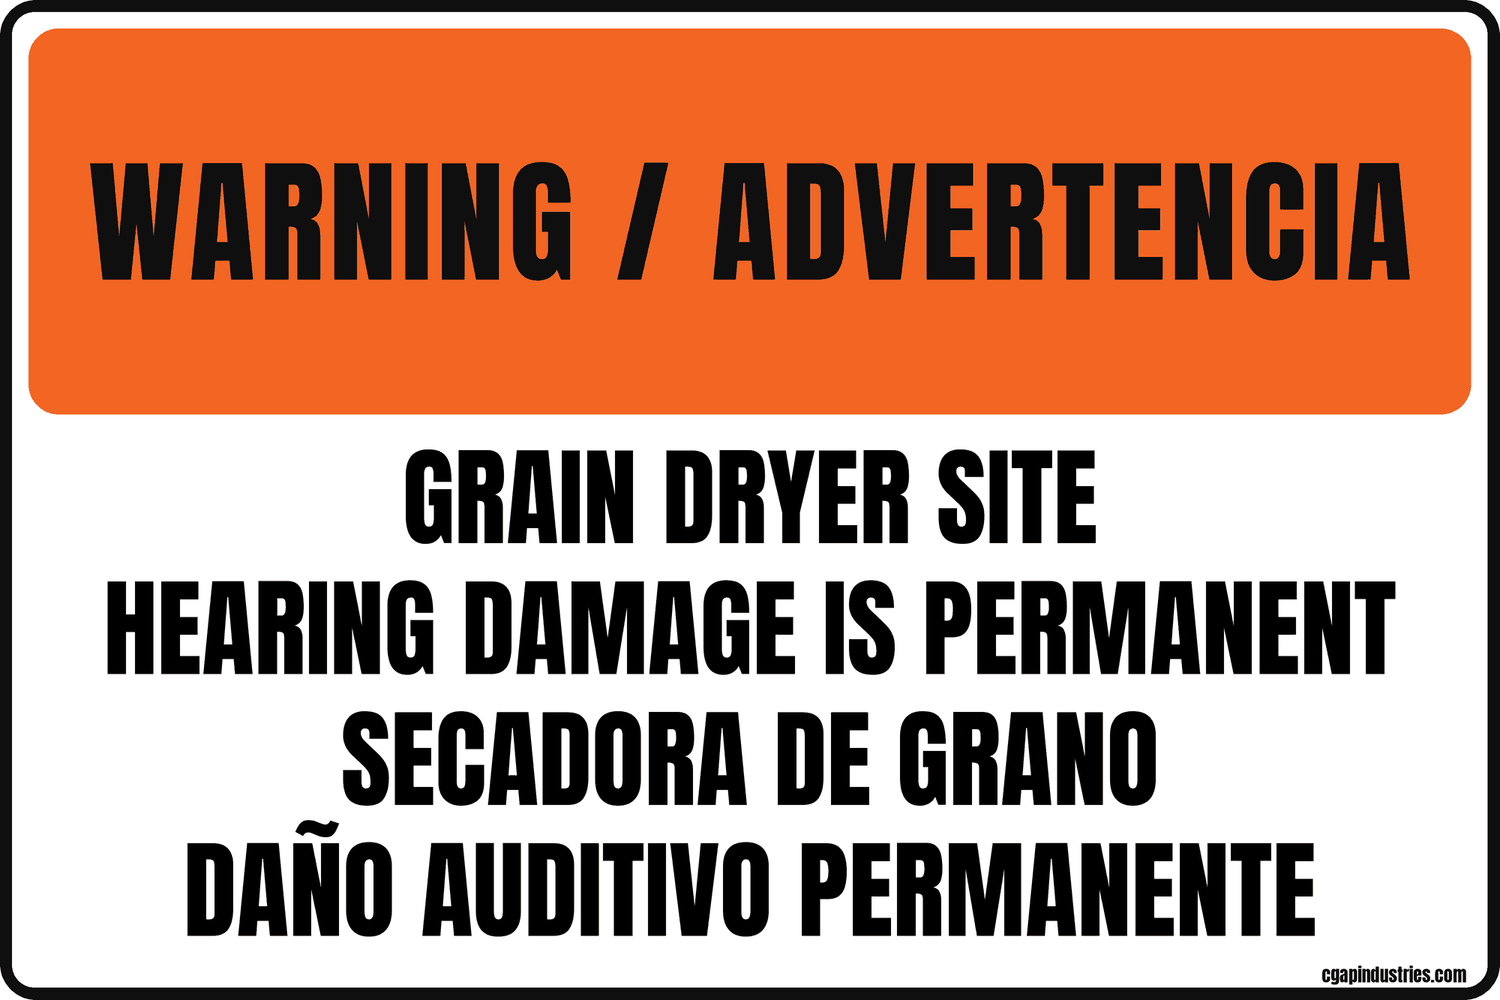 WARNING / ADVERTENCIA
GRAIN DRYER SITE
HEARING DAMAGE IS PERMANENT
SECADORA DE GRANO
DAÑO AUDITIVO PERMANENTE
cgapindustries.com